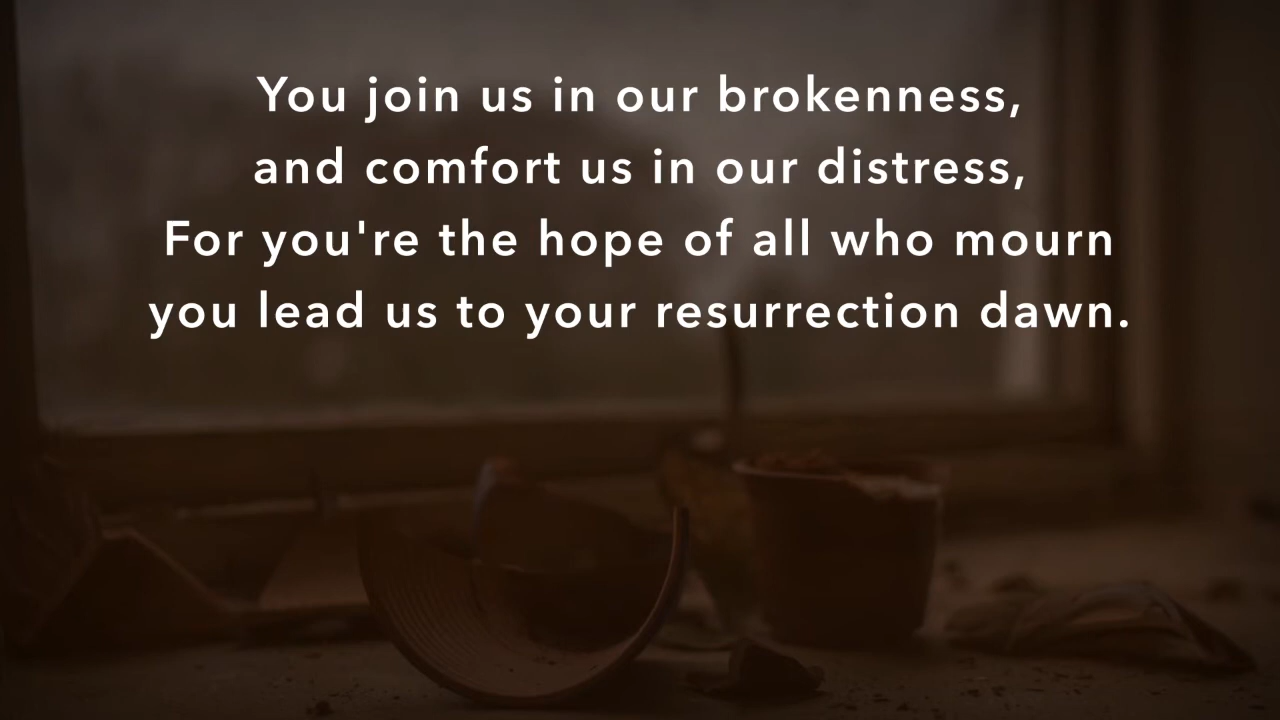 You join us in our brokenness,
and comfort us in our distress,
For you're the hope of all who mourn
you lead us to your resurrection dawn.